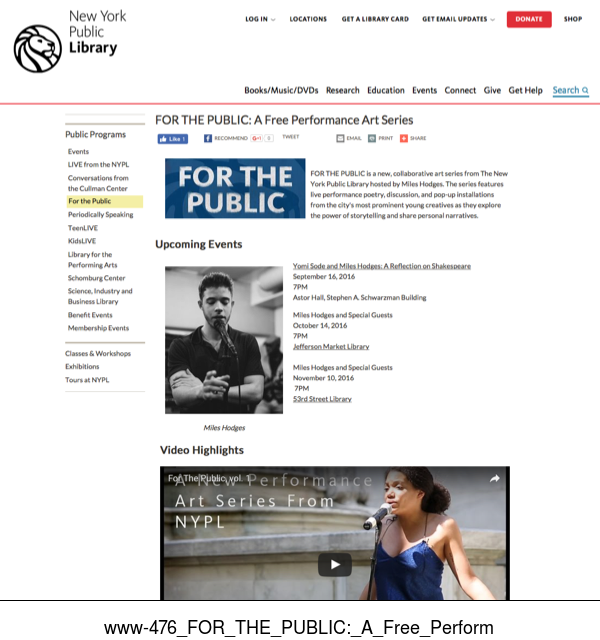 New York
Public
Library
LOG IN
LOCATIONS
GET A LIBRARY CARD
GET EMAIL UPDATES
DONATE
SHOP
Books/Music/DVDs
Research
Education
Events
Connect
Give
Get Help
Search
Public Programs
Events
LIVE from the NYPL
Conversations from
the Cullman Center
For the Public
Periodically Speaking
TeenLIVE
KidsLIVE
Library for the
Performing Arts
Schomburg Center
Science, Industry and
Business Library
Benefit Events
Membership Events
Classes & Workshops
Exhibitions
Tours at NYPL
FOR THE PUBLIC: A Free Performance Art Series
Like 1
RECOMMEND
G+1 3
TWEET
EMAIL
PRINT
SHARE
FOR THE
PUBLIC
FOR THE PUBLIC is a new, collaborative art series from The New
York Public Library hosted by Miles Hodges. The series features
live performance poetry, discussion, and pop-up installations
from the city's most prominent young creatives as they explore
the power of storytelling and share personal narratives.
Upcoming Events
Yomi Sode and Miles Hodges: A Reflection on Shakespeare
September 16, 2016
7PM
Astor Hall, Stephen A. Schwarzman Building
Miles Hodges and Special Guests
October 14, 2016
7PM
Jefferson Market Library
Miles Hodges and Special Guests
November 10, 2016
7PM
53rd Street Library
Miles Hodges
Video Highlights
For The Public, vol. 1
A New Performance
Art Series From
NYPL
www-476_FOR_THE_PUBLIC:_A_Free_Perform